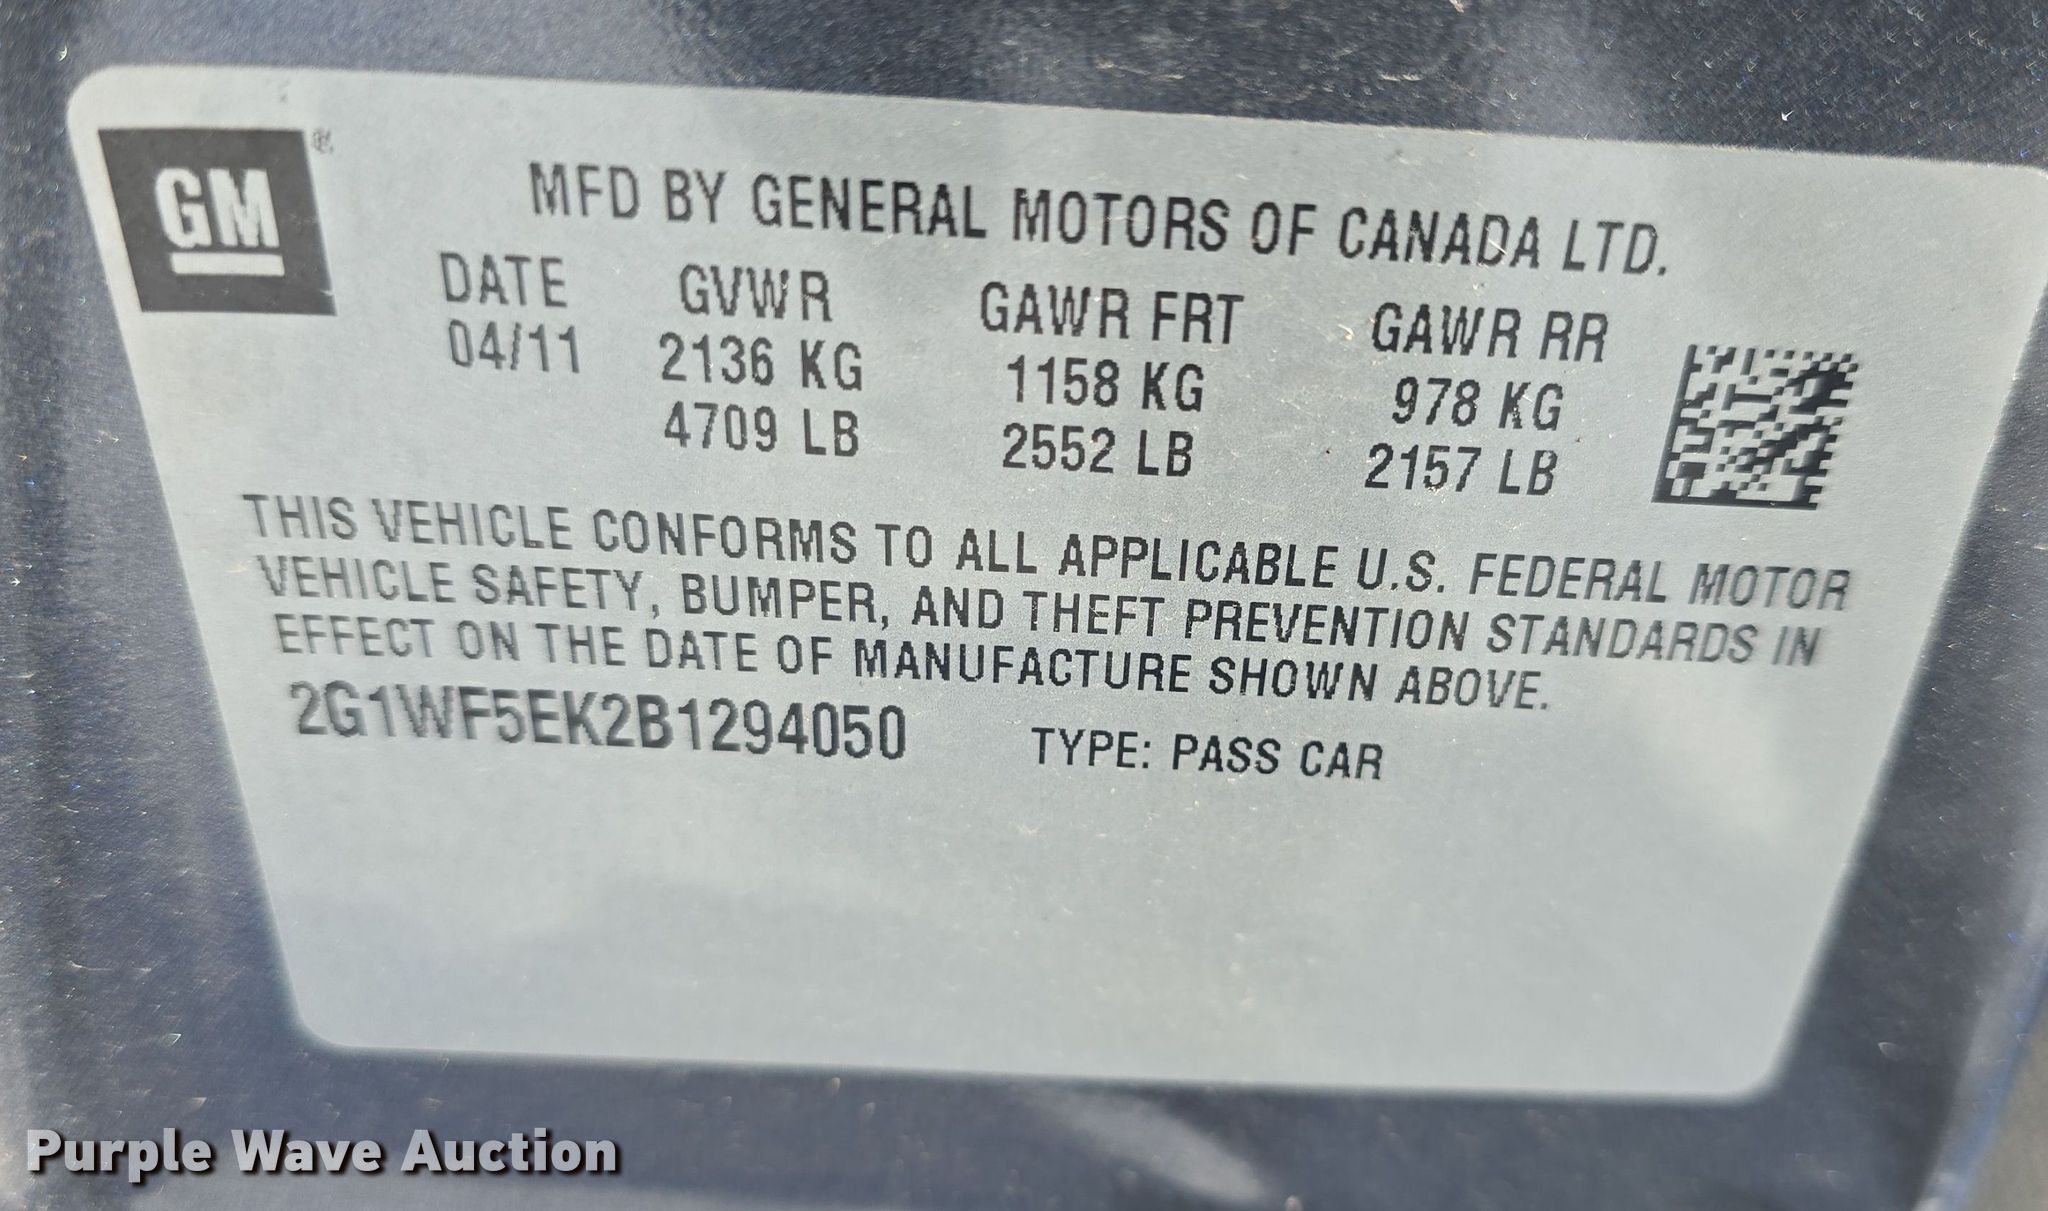 GM
MFD BY GENERAL MOTORS OF CANADA LTD.
DATE GVWR GAWR FRT GAWR RR
04/11 2136 KG 1158 KG 978 KG
4709 LB 2552 LB 2157 LB
THIS VEHICLE CONFORMS TO ALL APPLICABLE U.S. FEDERAL MOTOR
VEHICLE SAFETY, BUMPER, AND THEFT PREVENTION STANDARDS IN
EFFECT ON THE DATE OF MANUFACTURE SHOWN ABOVE.
2G1WF5EK2B1294050 TYPE: PASS CAR
Purple Wave Auction